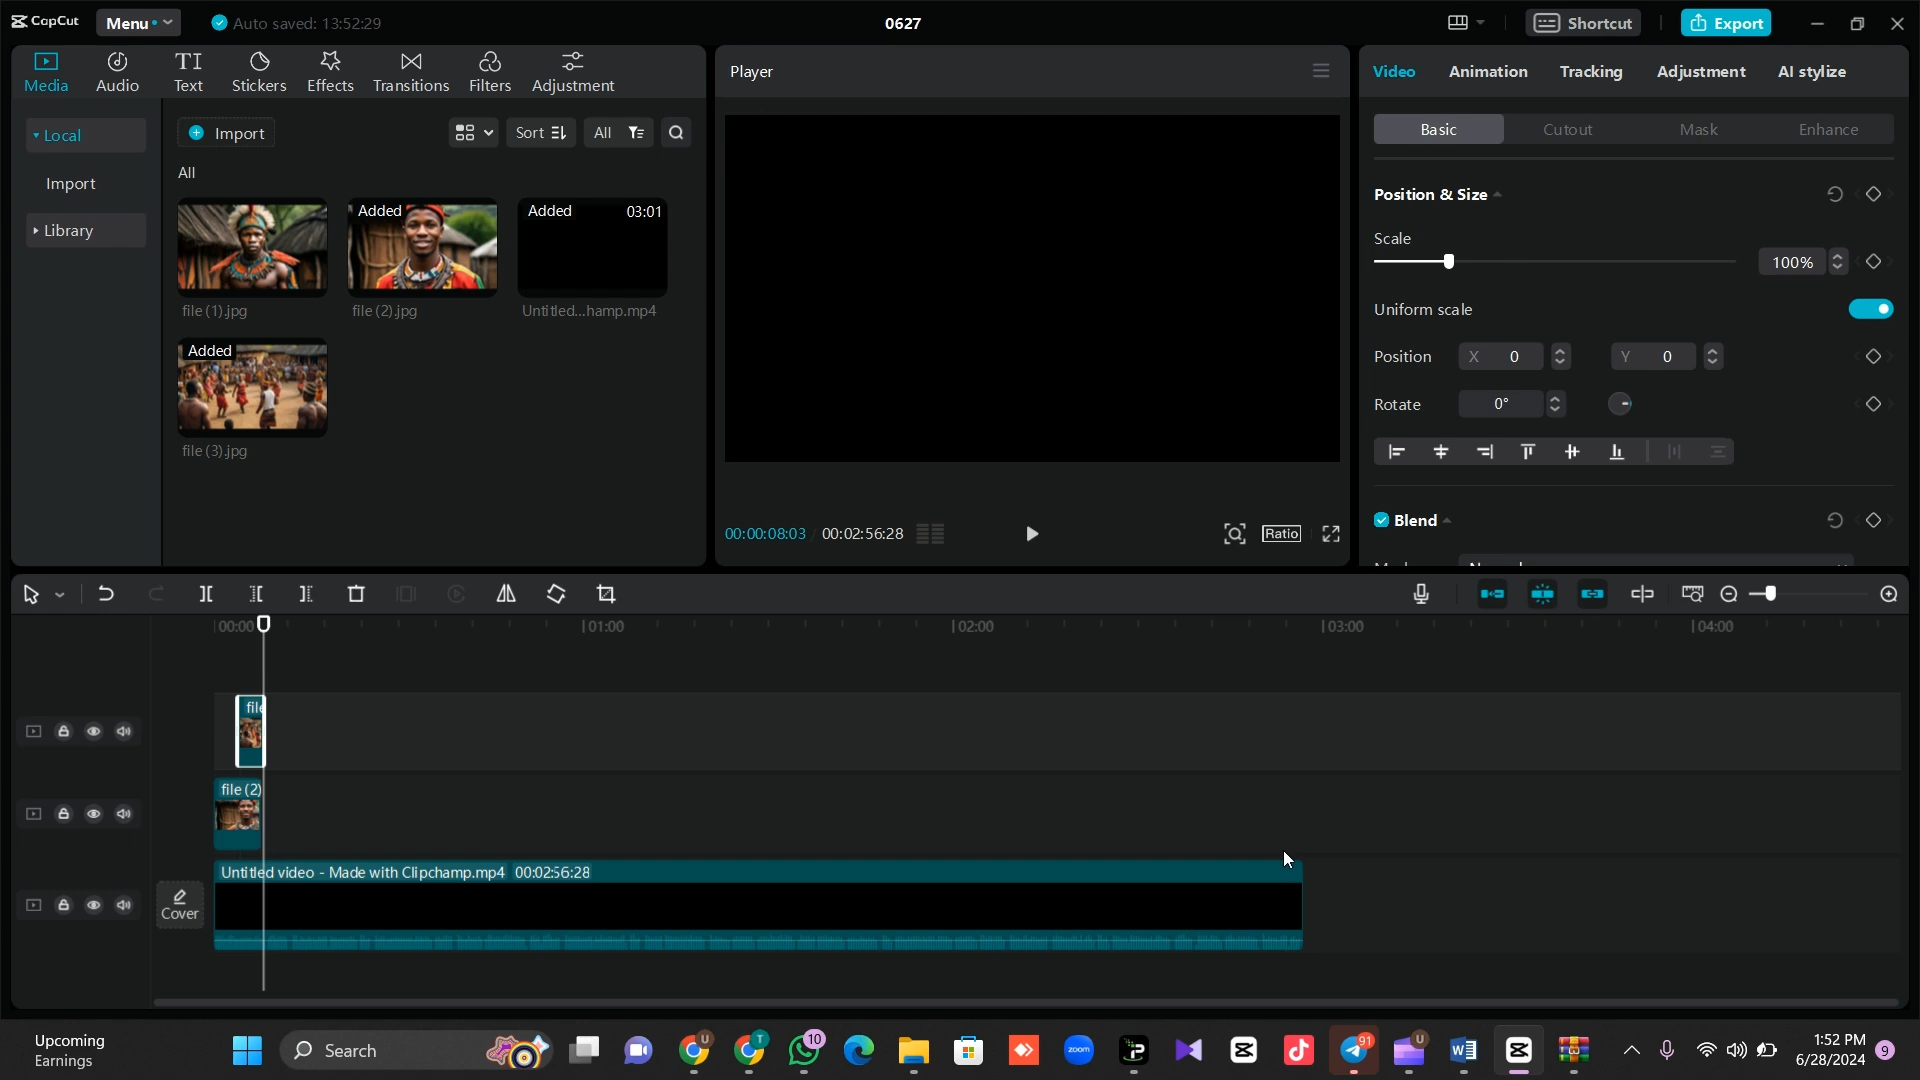 CapCut Menu Auto saved: 13:52:29 0627 Shortcut Export
Media Audio Text Stickers Effects Transitions Filters Adjustment
Player
Video Animation Tracking Adjustment AI stylize
Local
Import
Library
Import Sort All
All
Added
Added 03:01
file (1).jpg file (2).jpg Untitled...hamp.mp4
Added
file (3).jpg
00:00:08:03 00:02:56:28 Ratio
Basic Cutout Mask Enhance
Position & Size
Scale
100%
Uniform scale
Position X 0 Y 0
Rotate 0°
Blend
00:00 01:00 02:00 03:00 04:00
file
file (2)
Cover
Untitled video - Made with Clipchamp.mp4 00:02:56:28
Upcoming
Earnings
Search
10
zoom
91
1:52 PM
6/28/2024
9